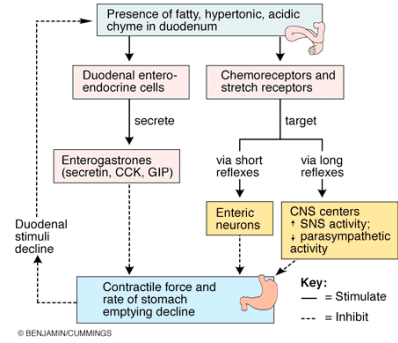 Presence of fatty, hypertonic, acidic
chyme in duodenum
Duodenal entero-
endocrine cells
Chemoreceptors and
stretch receptors
secrete
target
Enterogastrones
(secretin, CCK, GIP)
via short
reflexes
via long
reflexes
Enteric
neurons
CNS centers
↑ SNS activity;
↓ parasympathetic
activity
Duodenal
stimuli
decline
Contractile force and
rate of stomach
emptying decline
Key:
= Stimulate
= Inhibit
© BENJAMIN/CUMMINGS